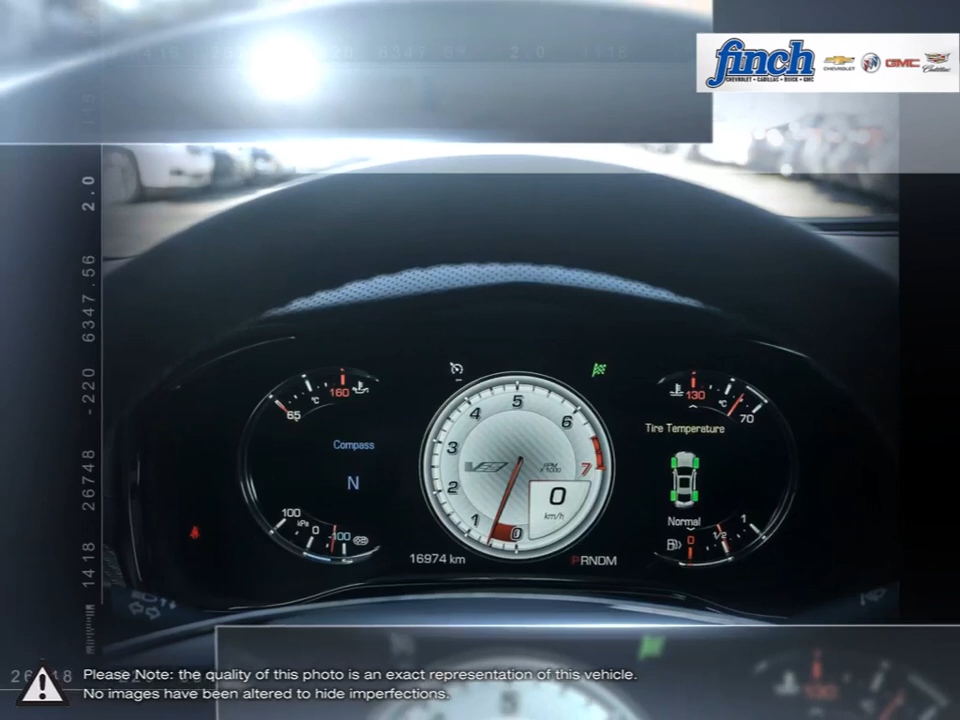 finch
CHEVROLET • CADILLAC • BUICK • GMC
CHEVROLET
GMC
Cadillac
2.0
6347.56
-220
26748
1418
65
°C
160
130
°C
70
Compass
N
Tire Temperature
Normal
100
kPa
0
-100
0
1/2
1
0
1
2
3
4
5
6
7
RPM
X 1000
0
km/h
16974 km
PRNDM
Please Note: the quality of this photo is an exact representation of this vehicle.
No images have been altered to hide imperfections.